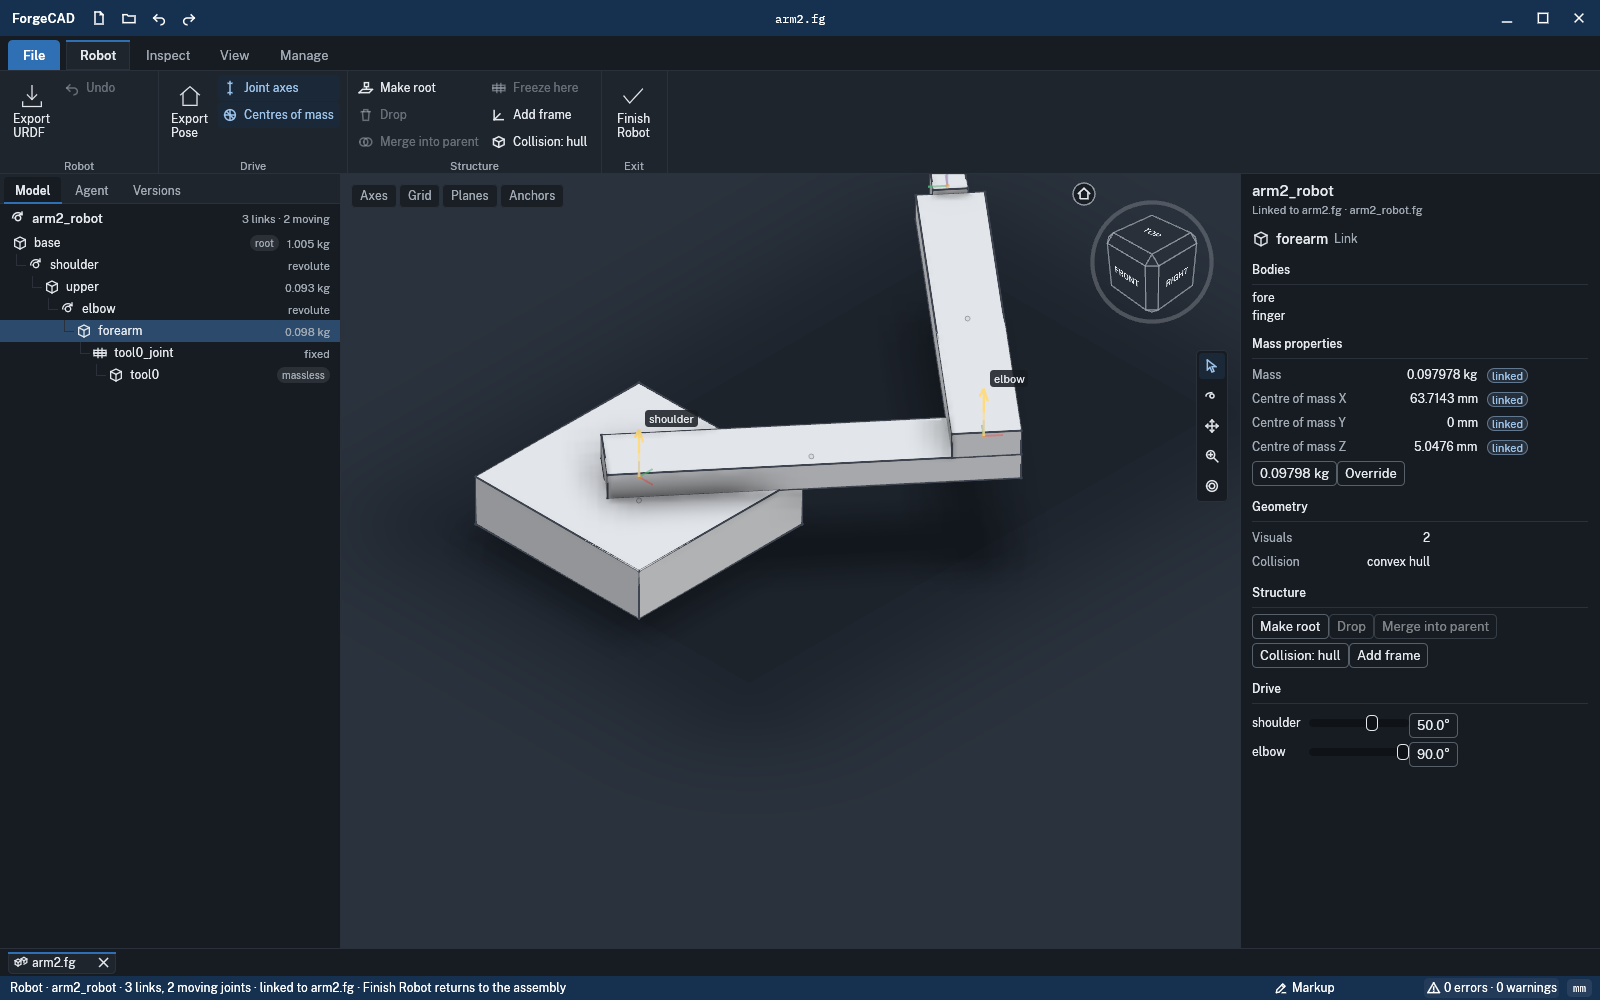 ForgeCAD
arm2.fg
File
Robot
Inspect
View
Manage
Export URDF
Undo
Robot
Export Pose
Joint axes
Centres of mass
Drive
Make root
Drop
Merge into parent
Freeze here
Add frame
Collision: hull
Structure
Finish Robot
Exit
Model
Agent
Versions
arm2_robot
3 links · 2 moving
base
root
1.005 kg
shoulder
revolute
upper
0.093 kg
elbow
revolute
forearm
0.098 kg
tool0_joint
fixed
tool0
massless
Axes
Grid
Planes
Anchors
TOP
FRONT
RIGHT
elbow
shoulder
arm2_robot
Linked to arm2.fg · arm2_robot.fg
forearm Link
Bodies
fore
finger
Mass properties
Mass 0.097978 kg linked
Centre of mass X 63.7143 mm linked
Centre of mass Y 0 mm linked
Centre of mass Z 5.0476 mm linked
0.09798 kg Override
Geometry
Visuals 2
Collision convex hull
Structure
Make root Drop Merge into parent
Collision: hull Add frame
Drive
shoulder 50.0°
elbow 90.0°
arm2.fg
Robot · arm2_robot · 3 links, 2 moving joints · linked to arm2.fg · Finish Robot returns to the assembly
Markup
0 errors · 0 warnings
mm